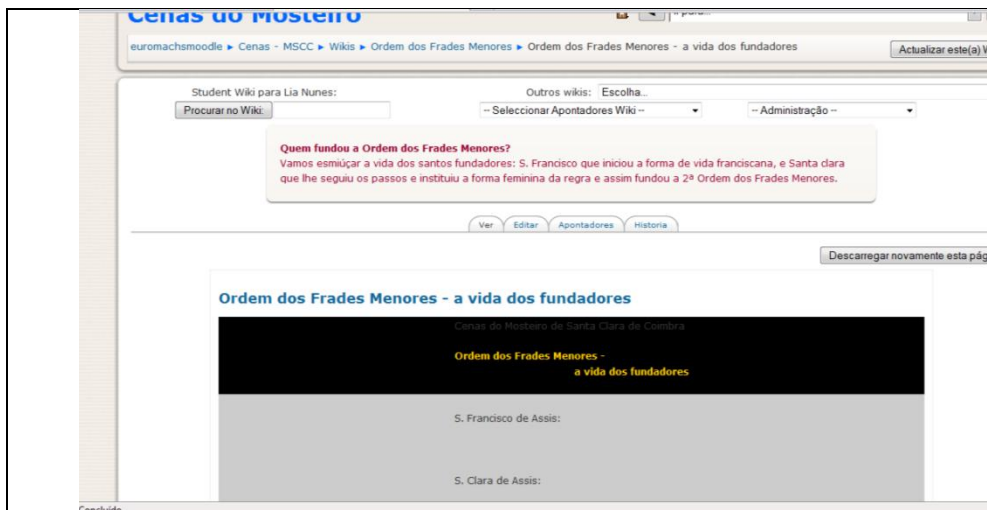 Cenas do Mosteiro
euromachsmoodle ► Cenas - MSCC ► Wikis ► Ordem dos Frades Menores ► Ordem dos Frades Menores - a vida dos fundadores
Actualizar este(a) W
Student Wiki para Lia Nunes:
Outros wikis: Escolha...
Procurar no Wiki:
-- Seleccionar Apontadores Wiki --
-- Administração --
Quem fundou a Ordem dos Frades Menores?
Vamos esmiúçar a vida dos santos fundadores: S. Francisco que iniciou a forma de vida franciscana, e Santa clara
que lhe seguiu os passos e instituiu a forma feminina da regra e assim fundou a 2ª Ordem dos Frades Menores.
Ver Editar Apontadores Historia
Descarregar novamente esta pág
Ordem dos Frades Menores - a vida dos fundadores
Cenas do Mosteiro de Santa Clara de Coimbra
Ordem dos Frades Menores -
a vida dos fundadores
S. Francisco de Assis:
S. Clara de Assis: